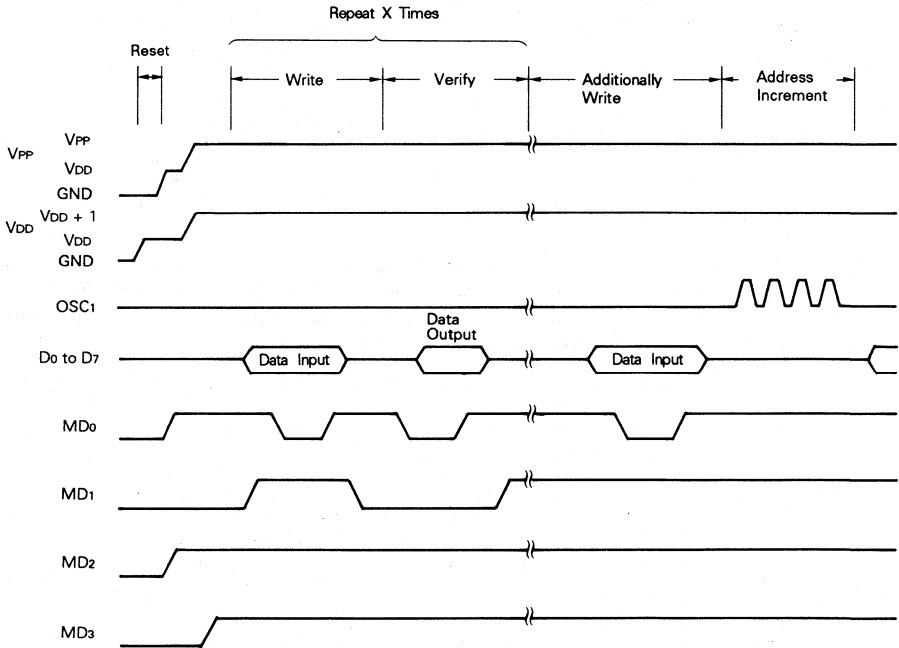 Repeat X Times
Reset
Write
Verify
Additionally
Write
Address
Increment
VPP
VPP
VDD
GND
VDD
VDD + 1
VDD
GND
OSC1
Data
Output
D0 to D7
Data Input
Data Input
MD0
MD1
MD2
MD3